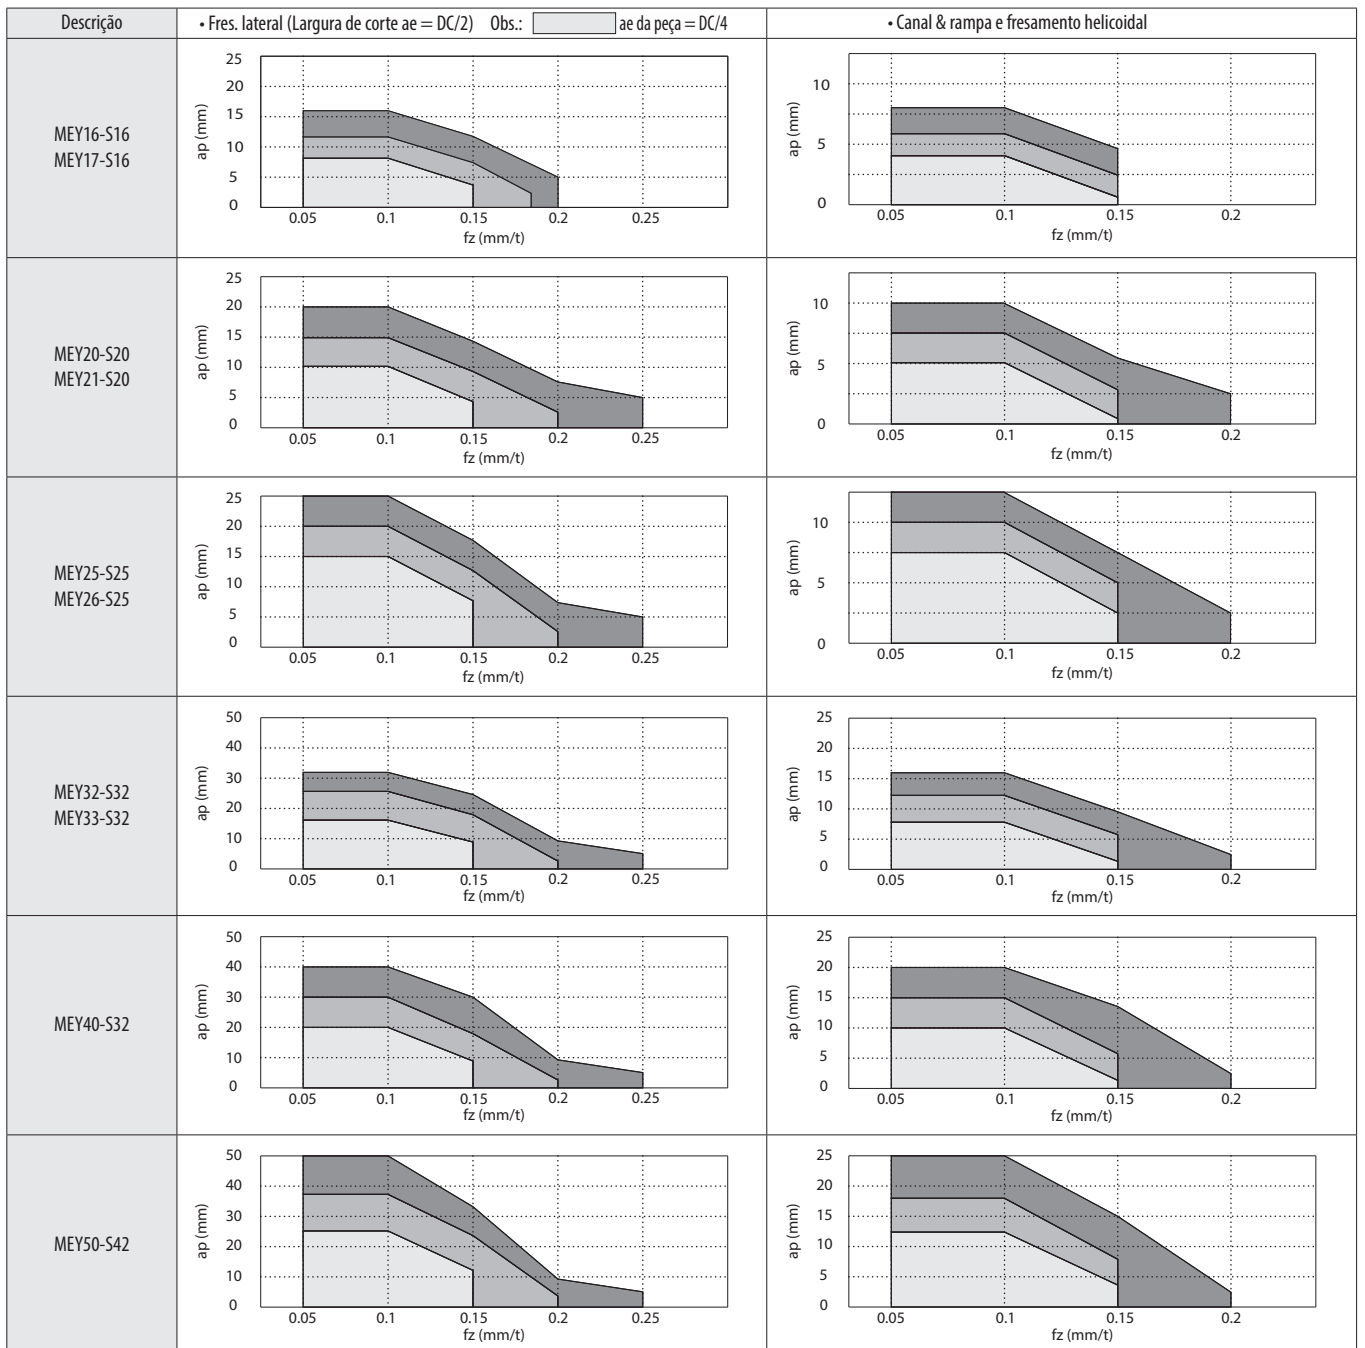 Descrição
• Fres. lateral (Largura de corte ae = DC/2) Obs.: ae da peça = DC/4
• Canal & rampa e fresamento helicoidal
MEY16-S16
MEY17-S16
ap (mm)
25
20
15
10
5
0
0.05 0.1 0.15 0.2 0.25
fz (mm/t)
ap (mm)
10
5
0
0.05 0.1 0.15 0.2
fz (mm/t)
MEY20-S20
MEY21-S20
ap (mm)
25
20
15
10
5
0
0.05 0.1 0.15 0.2 0.25
fz (mm/t)
ap (mm)
10
5
0
0.05 0.1 0.15 0.2
fz (mm/t)
MEY25-S25
MEY26-S25
ap (mm)
25
20
15
10
5
0
0.05 0.1 0.15 0.2 0.25
fz (mm/t)
ap (mm)
10
5
0
0.05 0.1 0.15 0.2
fz (mm/t)
MEY32-S32
MEY33-S32
ap (mm)
50
40
30
20
10
0
0.05 0.1 0.15 0.2 0.25
fz (mm/t)
ap (mm)
25
20
15
10
5
0
0.05 0.1 0.15 0.2
fz (mm/t)
MEY40-S32
ap (mm)
50
40
30
20
10
0
0.05 0.1 0.15 0.2 0.25
fz (mm/t)
ap (mm)
25
20
15
10
5
0
0.05 0.1 0.15 0.2
fz (mm/t)
MEY50-S42
ap (mm)
50
40
30
20
10
0
0.05 0.1 0.15 0.2 0.25
fz (mm/t)
ap (mm)
25
20
15
10
5
0
0.05 0.1 0.15 0.2
fz (mm/t)